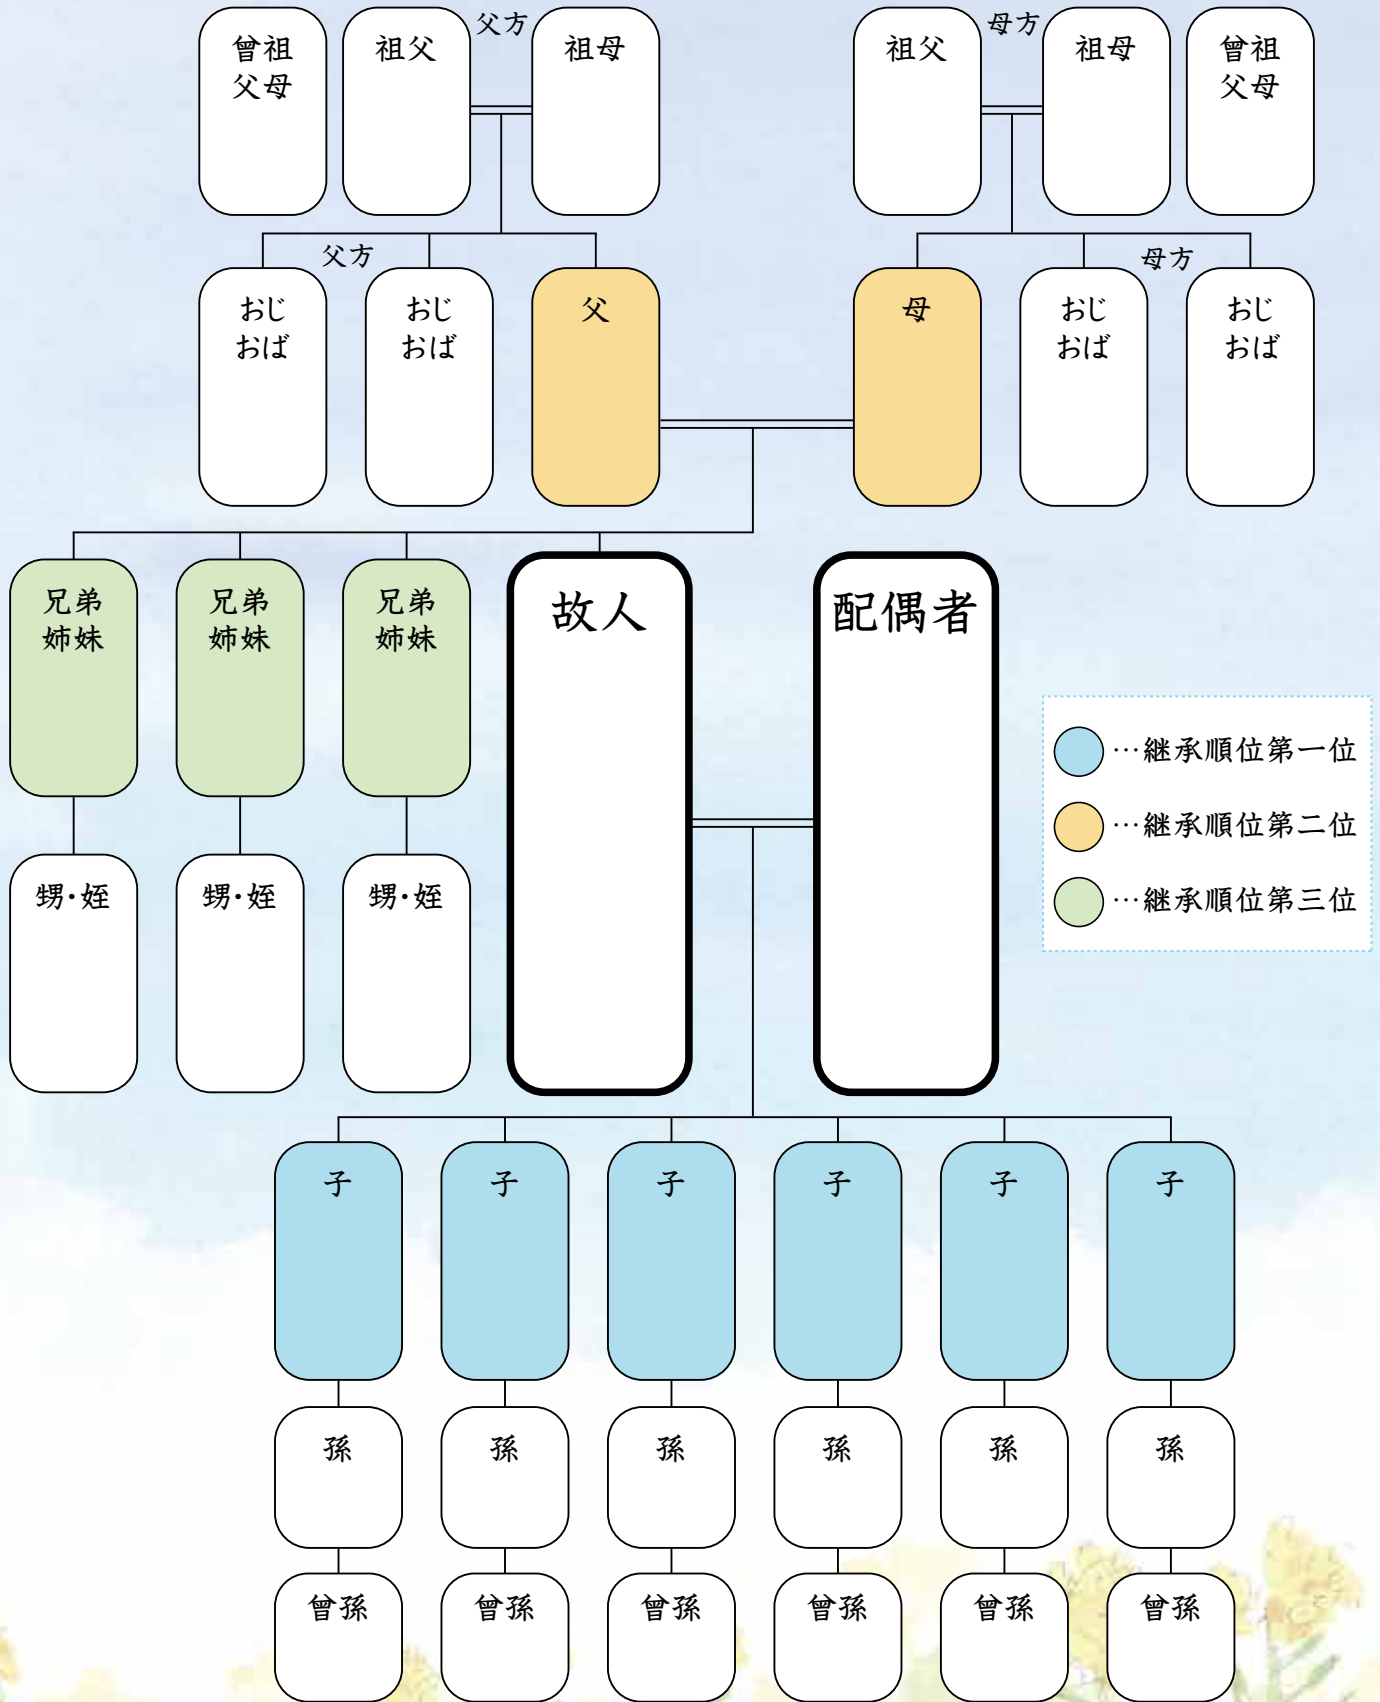 父方
母方
曾祖
父母
祖父
祖母
祖父
祖母
曾祖
父母
父方
母方
おじ
おば
おじ
おば
父
母
おじ
おば
おじ
おば
兄弟
姉妹
兄弟
姉妹
兄弟
姉妹
故人
配偶者
…継承順位第一位
…継承順位第二位
…継承順位第三位
甥・姪
甥・姪
甥・姪
子
子
子
子
子
子
孫
孫
孫
孫
孫
孫
曾孫
曾孫
曾孫
曾孫
曾孫
曾孫